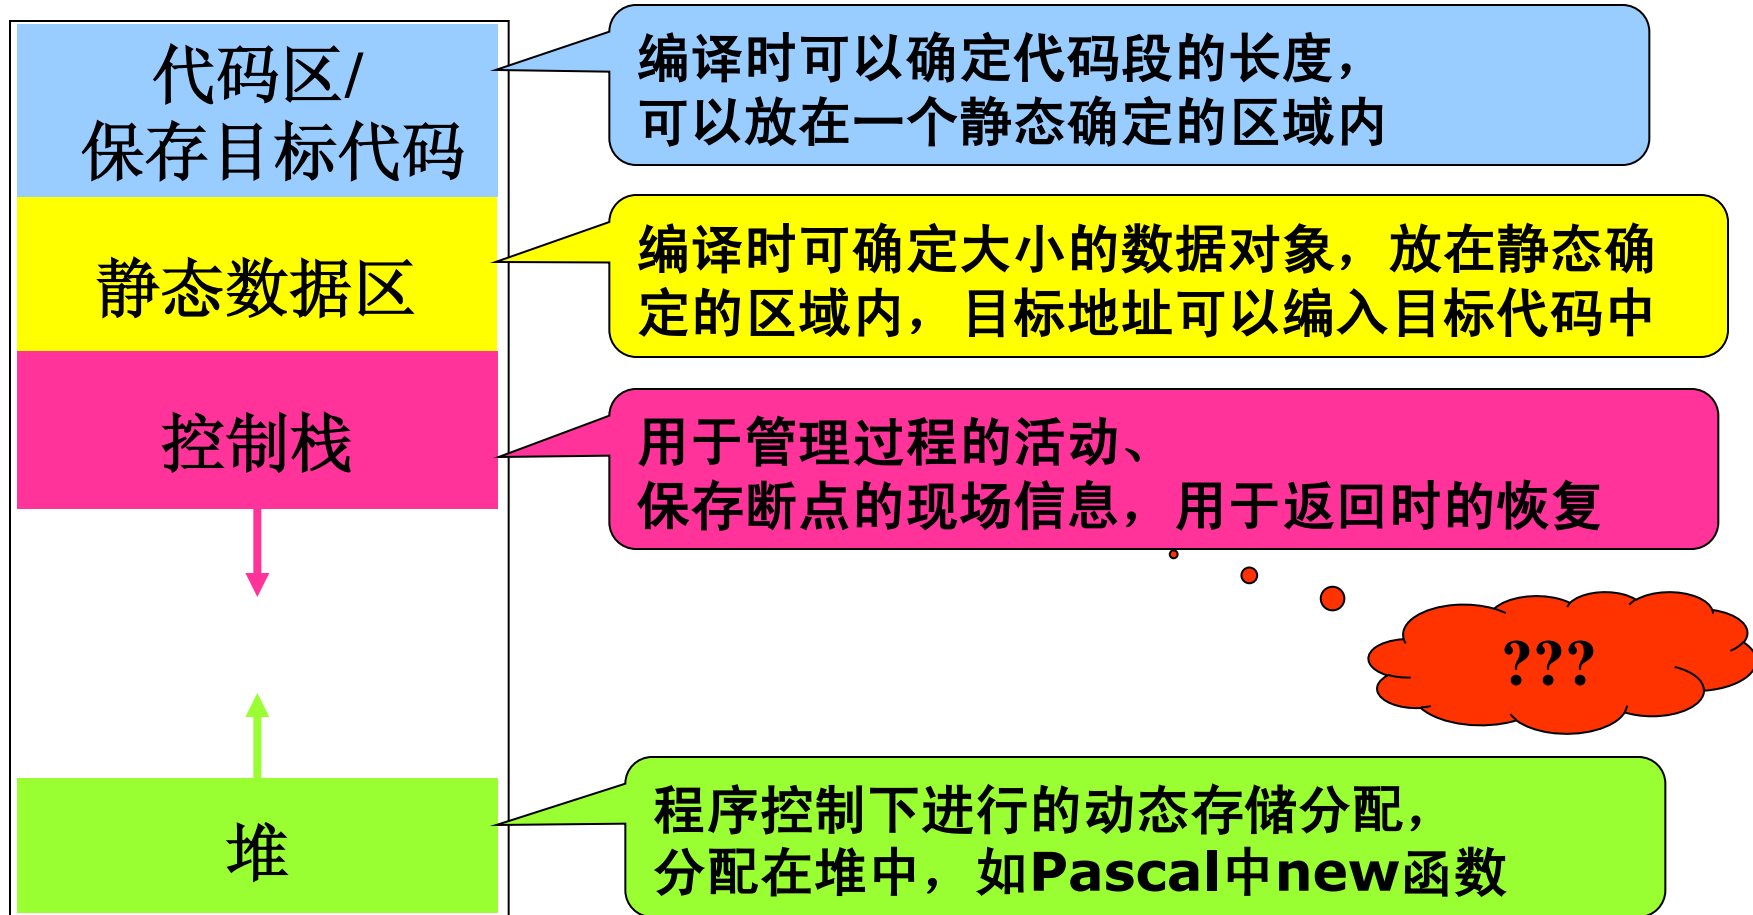 代码区/
保存目标代码
编译时可以确定代码段的长度，
可以放在一个静态确定的区域内
静态数据区
编译时可确定大小的数据对象，放在静态确
定的区域内，目标地址可以编入目标代码中
控制栈
用于管理过程的活动、
保存断点的现场信息，用于返回时的恢复
???
堆
程序控制下进行的动态存储分配，
分配在堆中，如Pascal中new函数